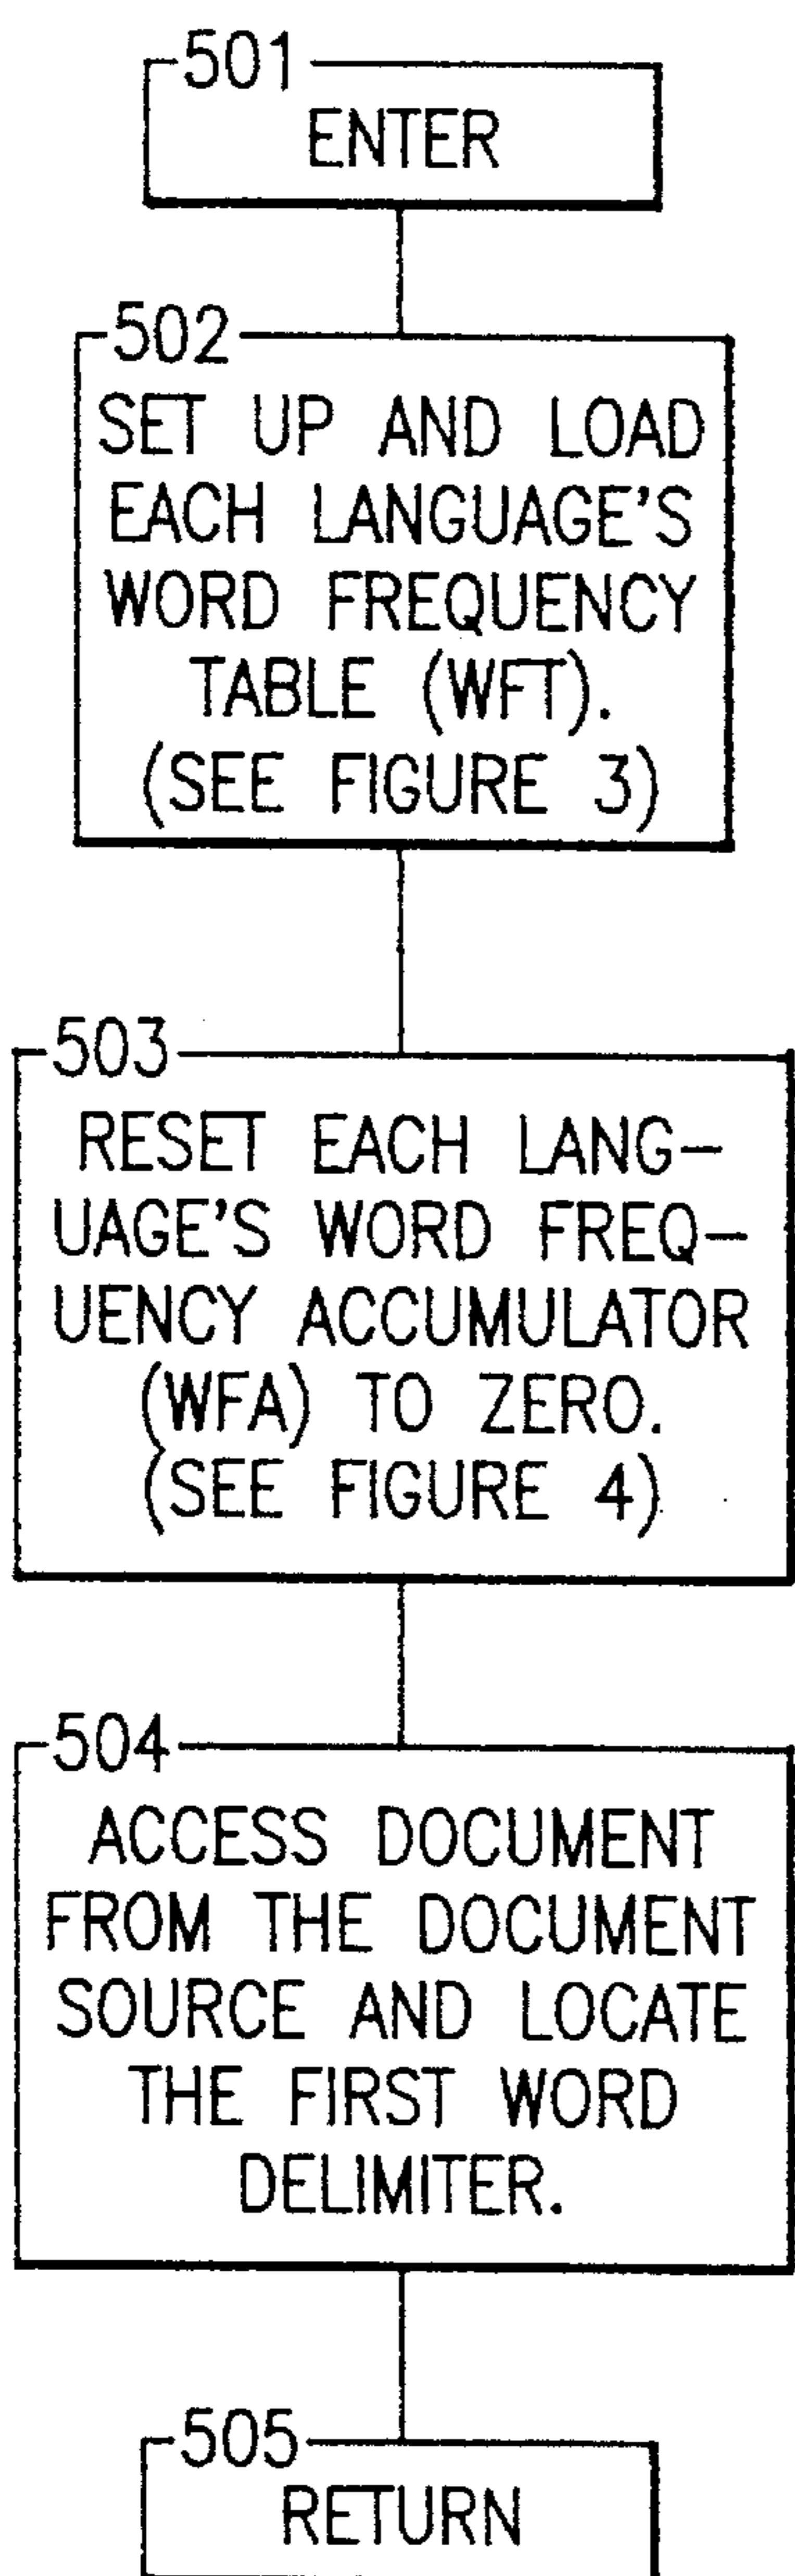 501
ENTER
502
SET UP AND LOAD
EACH LANGUAGE'S
WORD FREQUENCY
TABLE (WFT).
(SEE FIGURE 3)
503
RESET EACH LANG-
UAGE'S WORD FREQ-
UENCY ACCUMULATOR
(WFA) TO ZERO.
(SEE FIGURE 4)
504
ACCESS DOCUMENT
FROM THE DOCUMENT
SOURCE AND LOCATE
THE FIRST WORD
DELIMITER.
505
RETURN